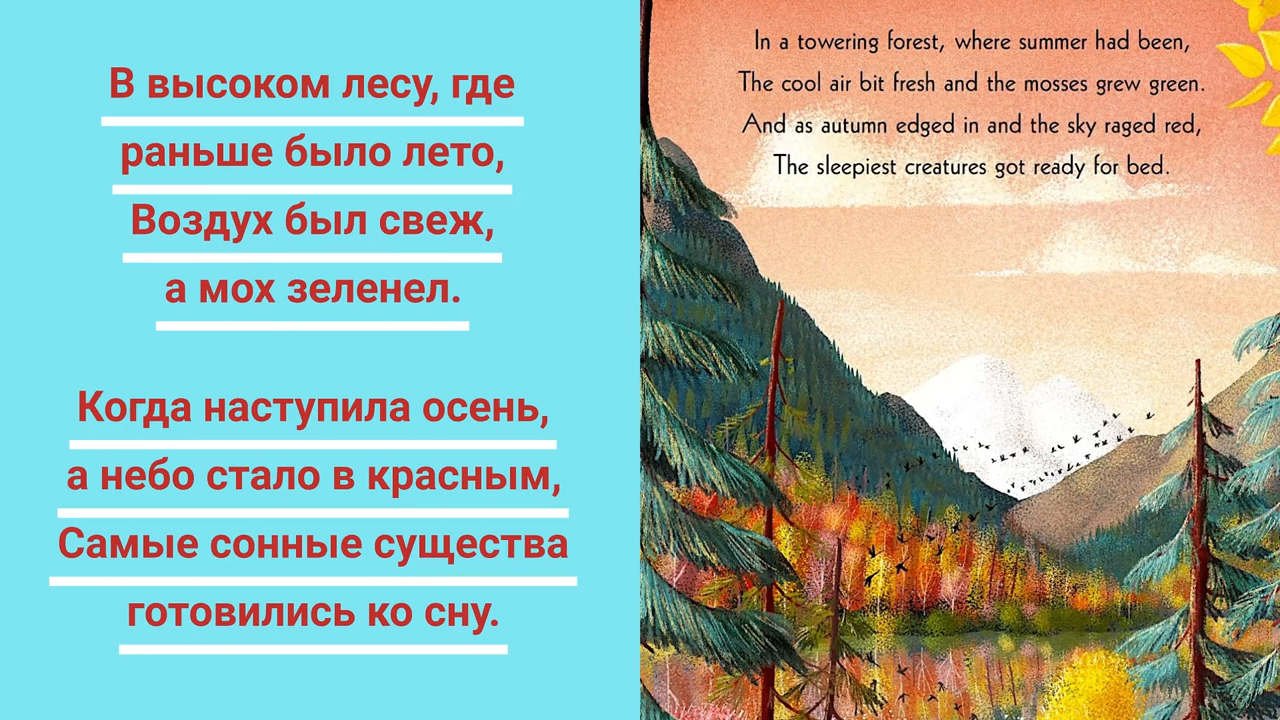 В высоком лесу, где
раньше было лето,
Воздух был свеж,
а мох зеленел.
Когда наступила осень,
а небо стало в красным,
Самые сонные существа
готовились ко сну.
In a towering forest, where summer had been,
The cool air bit fresh and the mosses grew green.
And as autumn edged in and the sky raged red,
The sleepiest creatures got ready for bed.